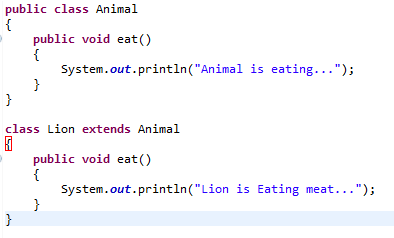 public class Animal
{
    public void eat()
    {
        System.out.println("Animal is eating...");
    }
}
class Lion extends Animal
{
    public void eat()
    {
        System.out.println("Lion is Eating meat...");
    }
}